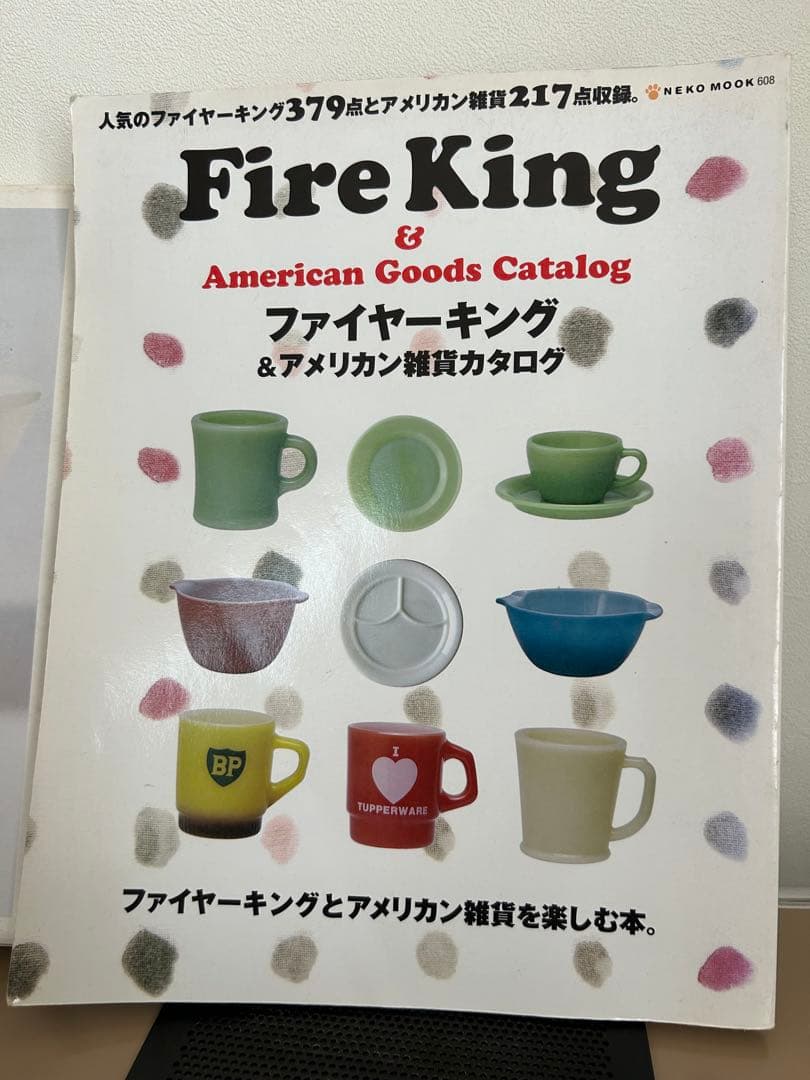 人気のファイヤーキング379点とアメリカン雑貨217点収録。
NEKO MOOK 608
Fire King
&
American Goods Catalog
ファイヤーキング
&アメリカン雑貨カタログ
BP
I
TUPPERWARE
ファイヤーキングとアメリカン雑貨を楽しむ本。